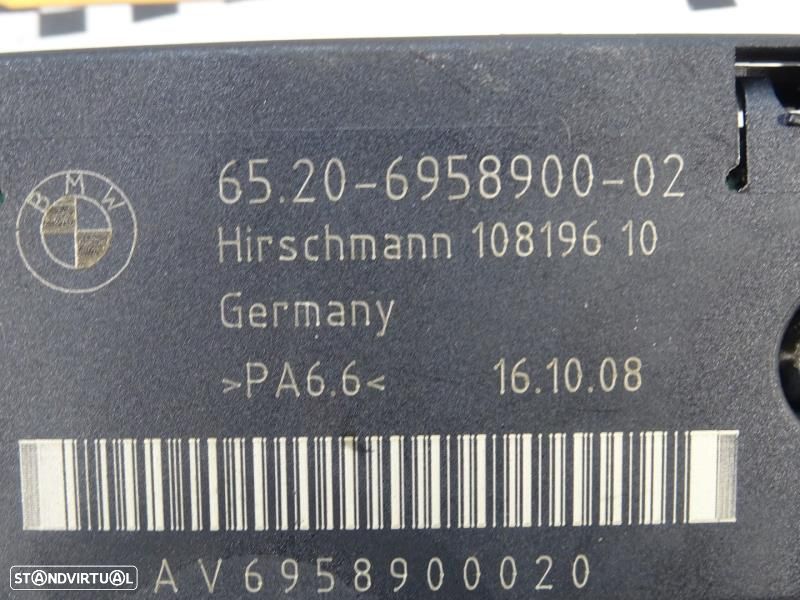 BMW
65.20-6958900-02
Hirschmann 108196 10
Germany
>PA6.6< 16.10.08
AV6958900020
STANDVIRTUAL